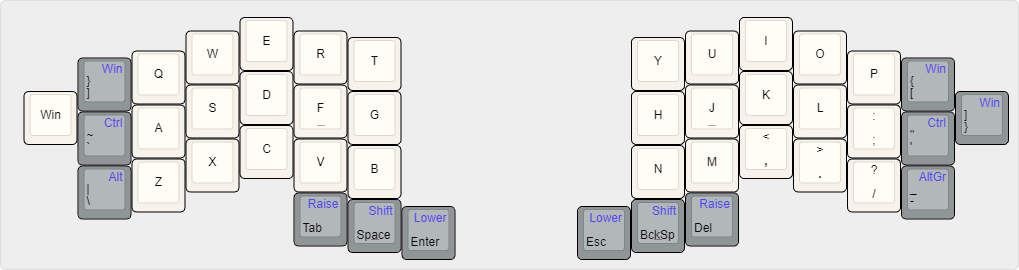 Win
}
]
Q
W
E
R
T
Y
U
I
O
P
Win
{
[
Win
Ctrl
~
`
A
S
D
F
_
G
H
J
_
K
L
:
;
Ctrl
"
'
Win
]
}
Alt
|
\
Z
X
C
V
B
N
M
<
,
>
.
?
/
AltGr
_
-
Raise
Tab
Shift
Space
Lower
Enter
Lower
Esc
Shift
BckSp
Raise
Del